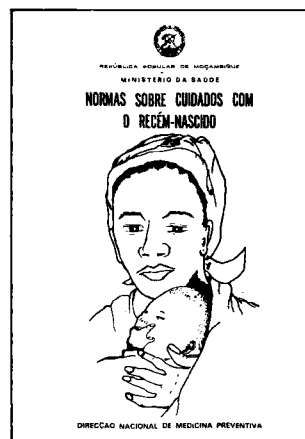 REPÚBLICA POPULAR DE MOÇAMBIQUE
MINISTÉRIO DA SAÚDE
NORMAS SOBRE CUIDADOS COM
O RECÉM-NASCIDO
DIRECÇÃO NACIONAL DE MEDICINA PREVENTIVA